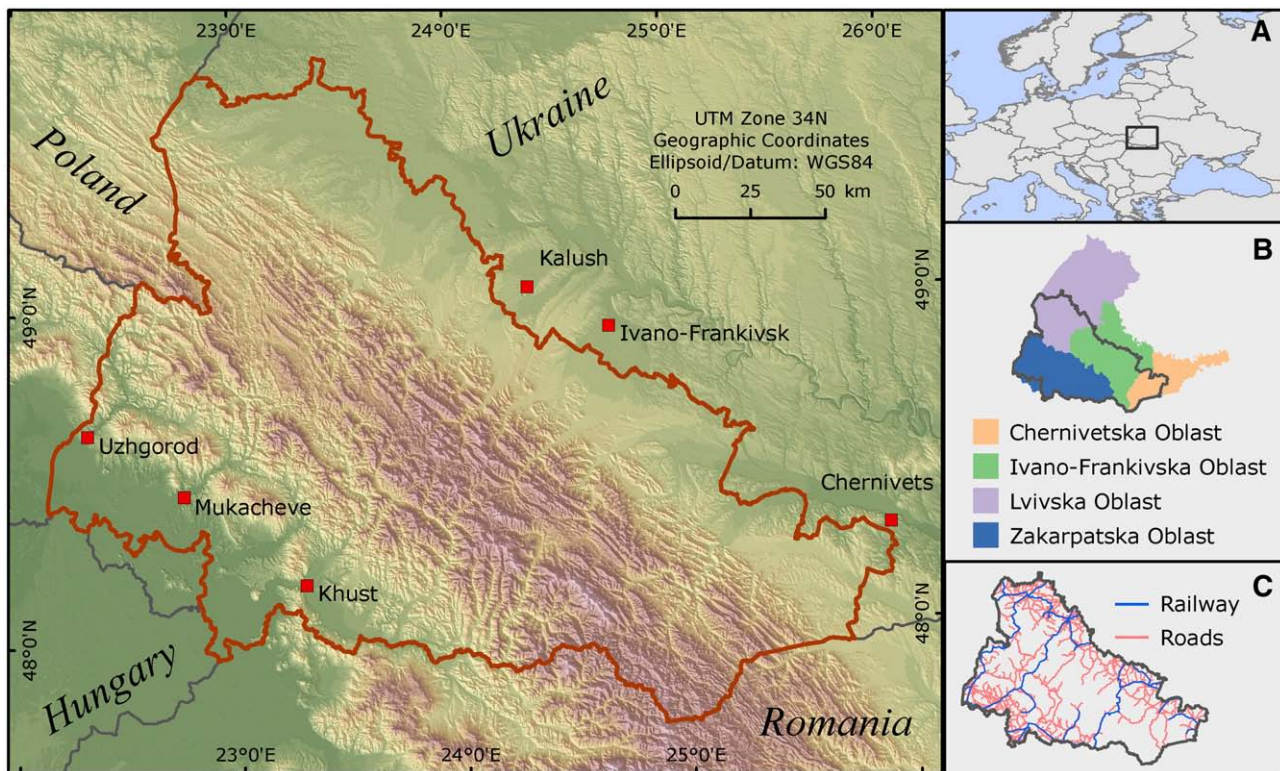 23°0'E
24°0'E
25°0'E
26°0'E
Ukraine
Poland
UTM Zone 34N
Geographic Coordinates
Ellipsoid/Datum: WGS84
0 25 50 km
49°0'N
49°0'N
Kalush
Ivano-Frankivsk
Uzhgorod
Mukacheve
Chernivets
Khust
48°0'N
48°0'N
Hungary
Romania
23°0'E
24°0'E
25°0'E
A
B
Chernivetska Oblast
Ivano-Frankivska Oblast
Lvivska Oblast
Zakarpatska Oblast
C
Railway
Roads